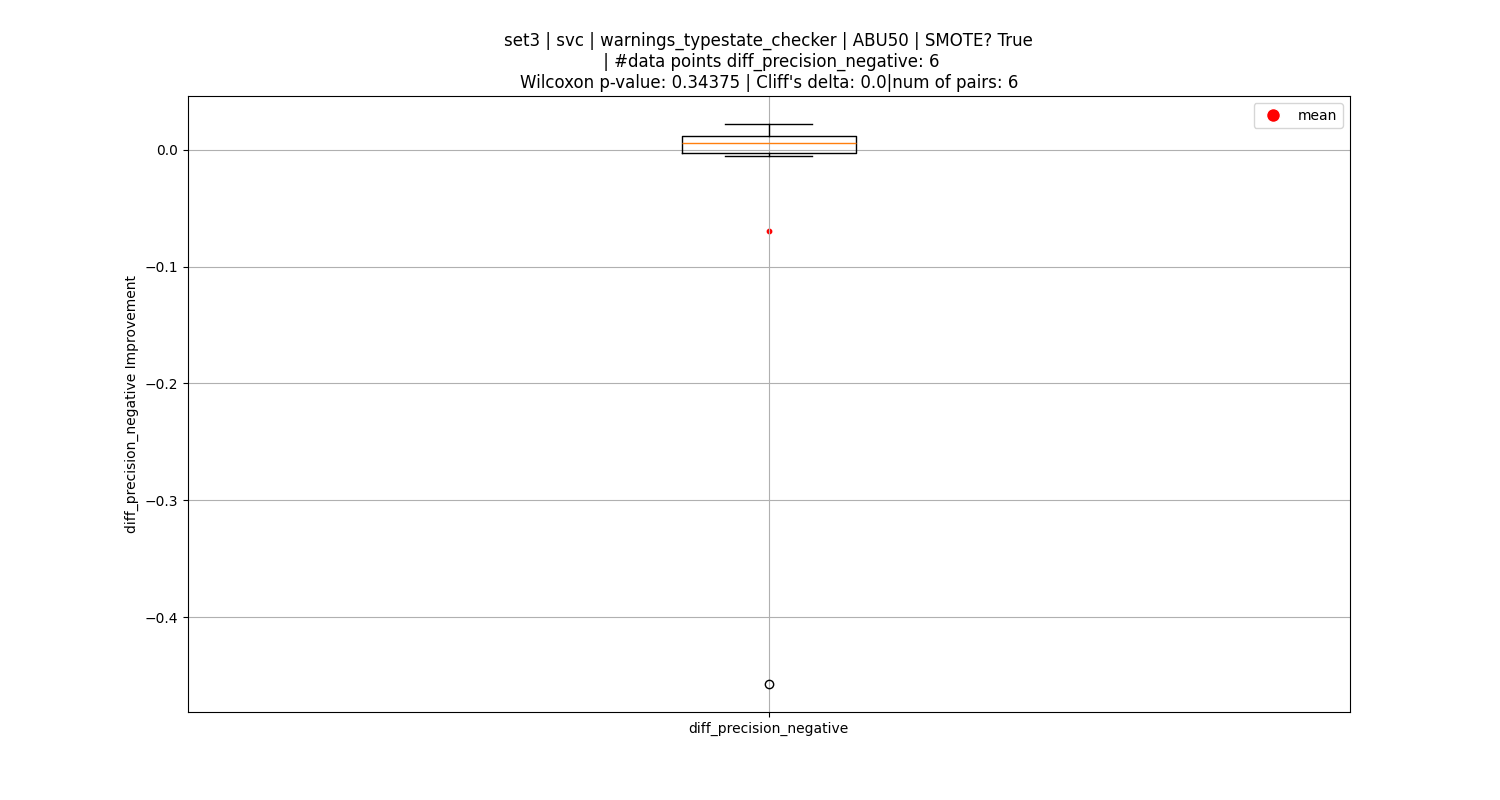 set3 | svc | warnings_typestate_checker | ABU50 | SMOTE? True
| #data points diff_precision_negative: 6
Wilcoxon p-value: 0.34375 | Cliff's delta: 0.0|num of pairs: 6
mean
0.0
−0.1
−0.2
−0.3
−0.4
diff_precision_negative Improvement
diff_precision_negative